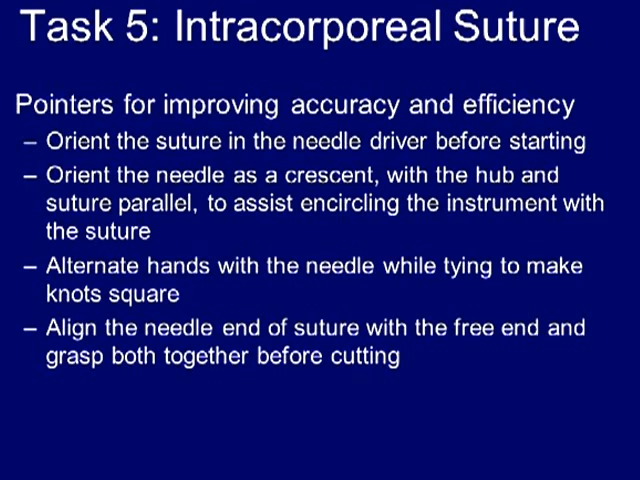 Task 5: Intracorporeal Suture
Pointers for improving accuracy and efficiency
– Orient the suture in the needle driver before starting
– Orient the needle as a crescent, with the hub and
suture parallel, to assist encircling the instrument with
the suture
– Alternate hands with the needle while tying to make
knots square
– Align the needle end of suture with the free end and
grasp both together before cutting